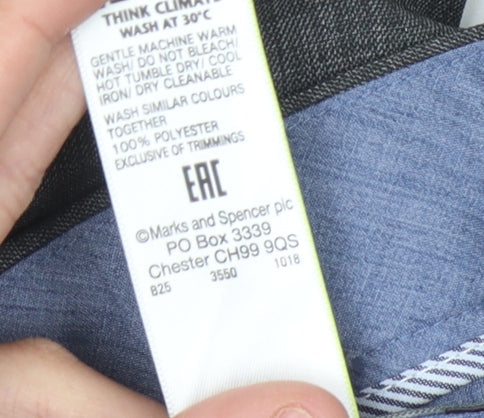 THINK CLIMATE
WASH AT 30°C
GENTLE MACHINE WARM
WASH/ DO NOT BLEACH/
HOT TUMBLE DRY/ COOL
IRON/ DRY CLEANABLE
WASH SIMILAR COLOURS
TOGETHER
100% POLYESTER
EXCLUSIVE OF TRIMMINGS
EAC
©Marks and Spencer plc
PO Box 3339
Chester CH99 9QS
B25 3550 1018